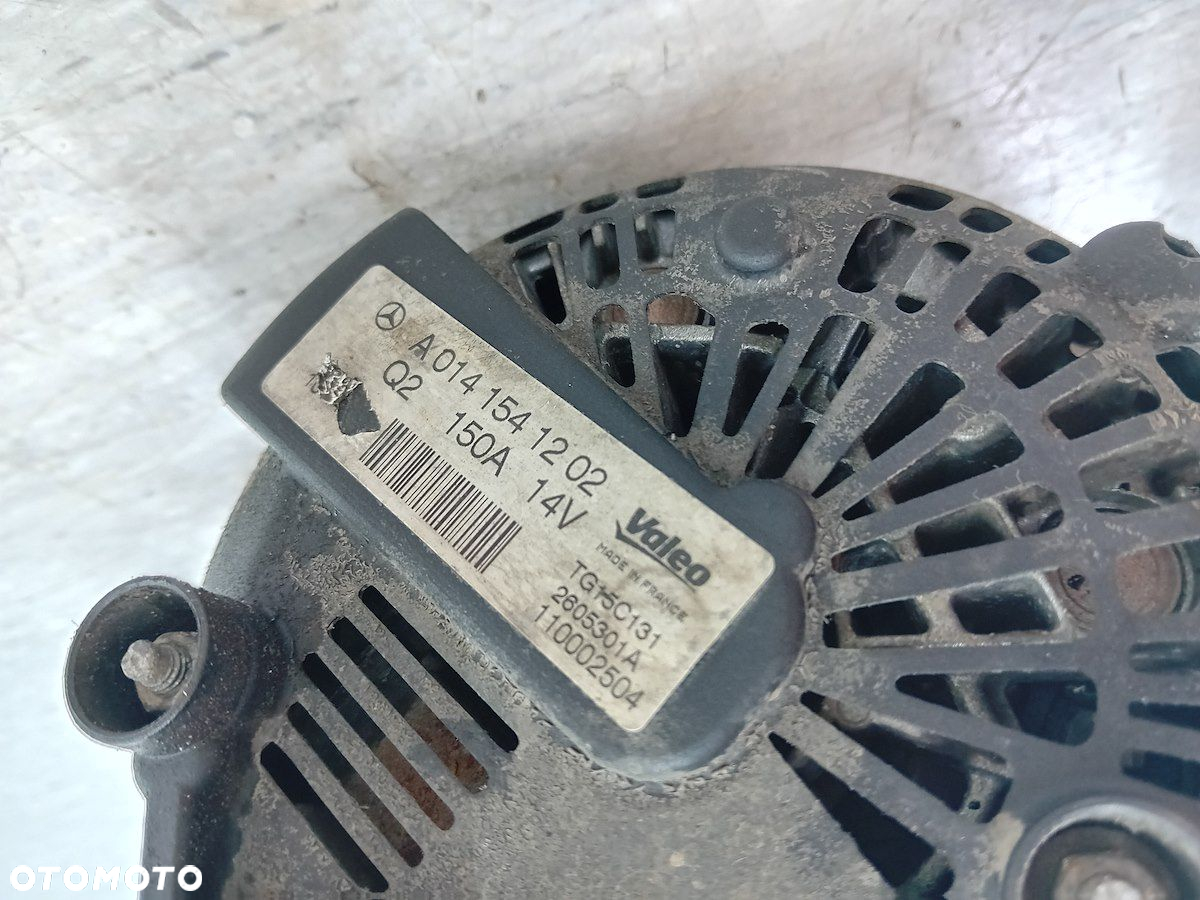 A 014 154 12 02
Q2 150A 14V
Valeo
MADE IN FRANCE
TG15C131
2605301A
110002504
OTOMOTO